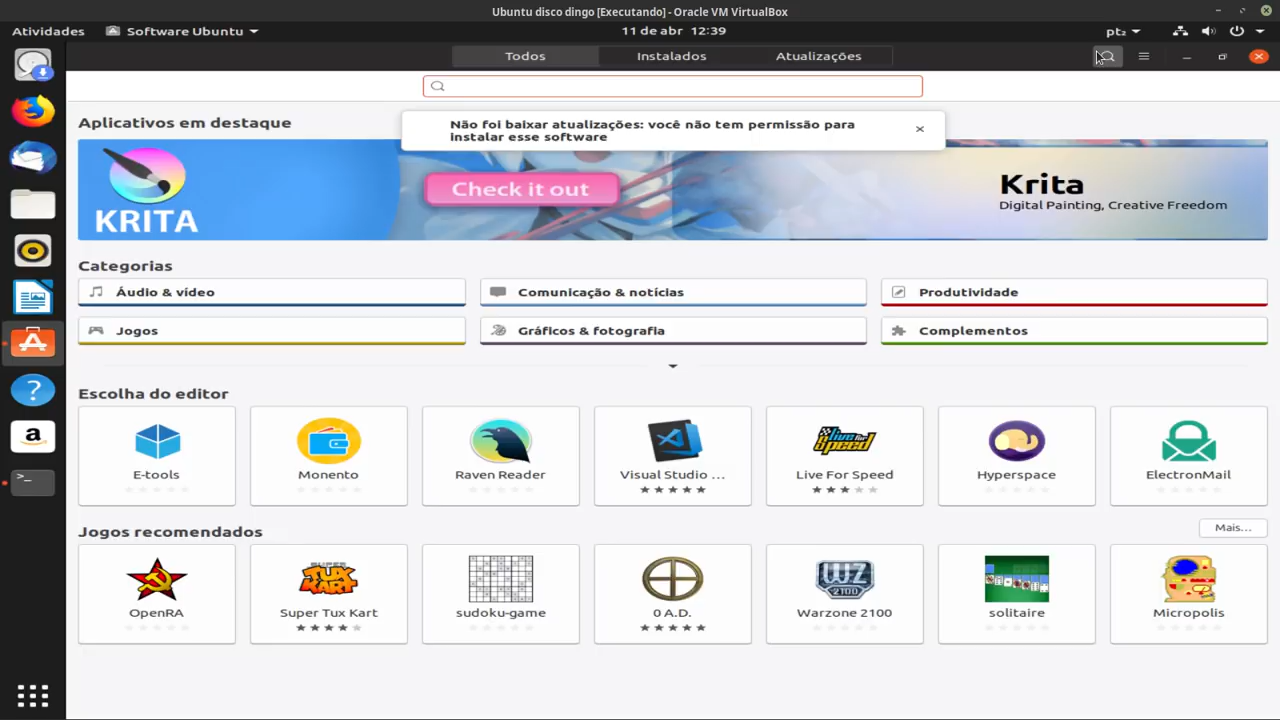 Ubuntu disco dingo [Executando] - Oracle VM VirtualBox
Atividades Software Ubuntu 11 de abr 12:39 pt₂
Todos Instalados Atualizações
Aplicativos em destaque
Não foi baixar atualizações: você não tem permissão para
instalar esse software
KRITA
Check it out
Krita
Digital Painting, Creative Freedom
Categorias
Áudio & vídeo Comunicação & notícias Produtividade
Jogos Gráficos & fotografia Complementos
Escolha do editor
E-tools Monento Raven Reader Visual Studio ... Live For Speed Hyperspace ElectronMail
Jogos recomendados Mais...
OpenRA Super Tux Kart sudoku-game 0 A.D. Warzone 2100 solitaire Micropolis